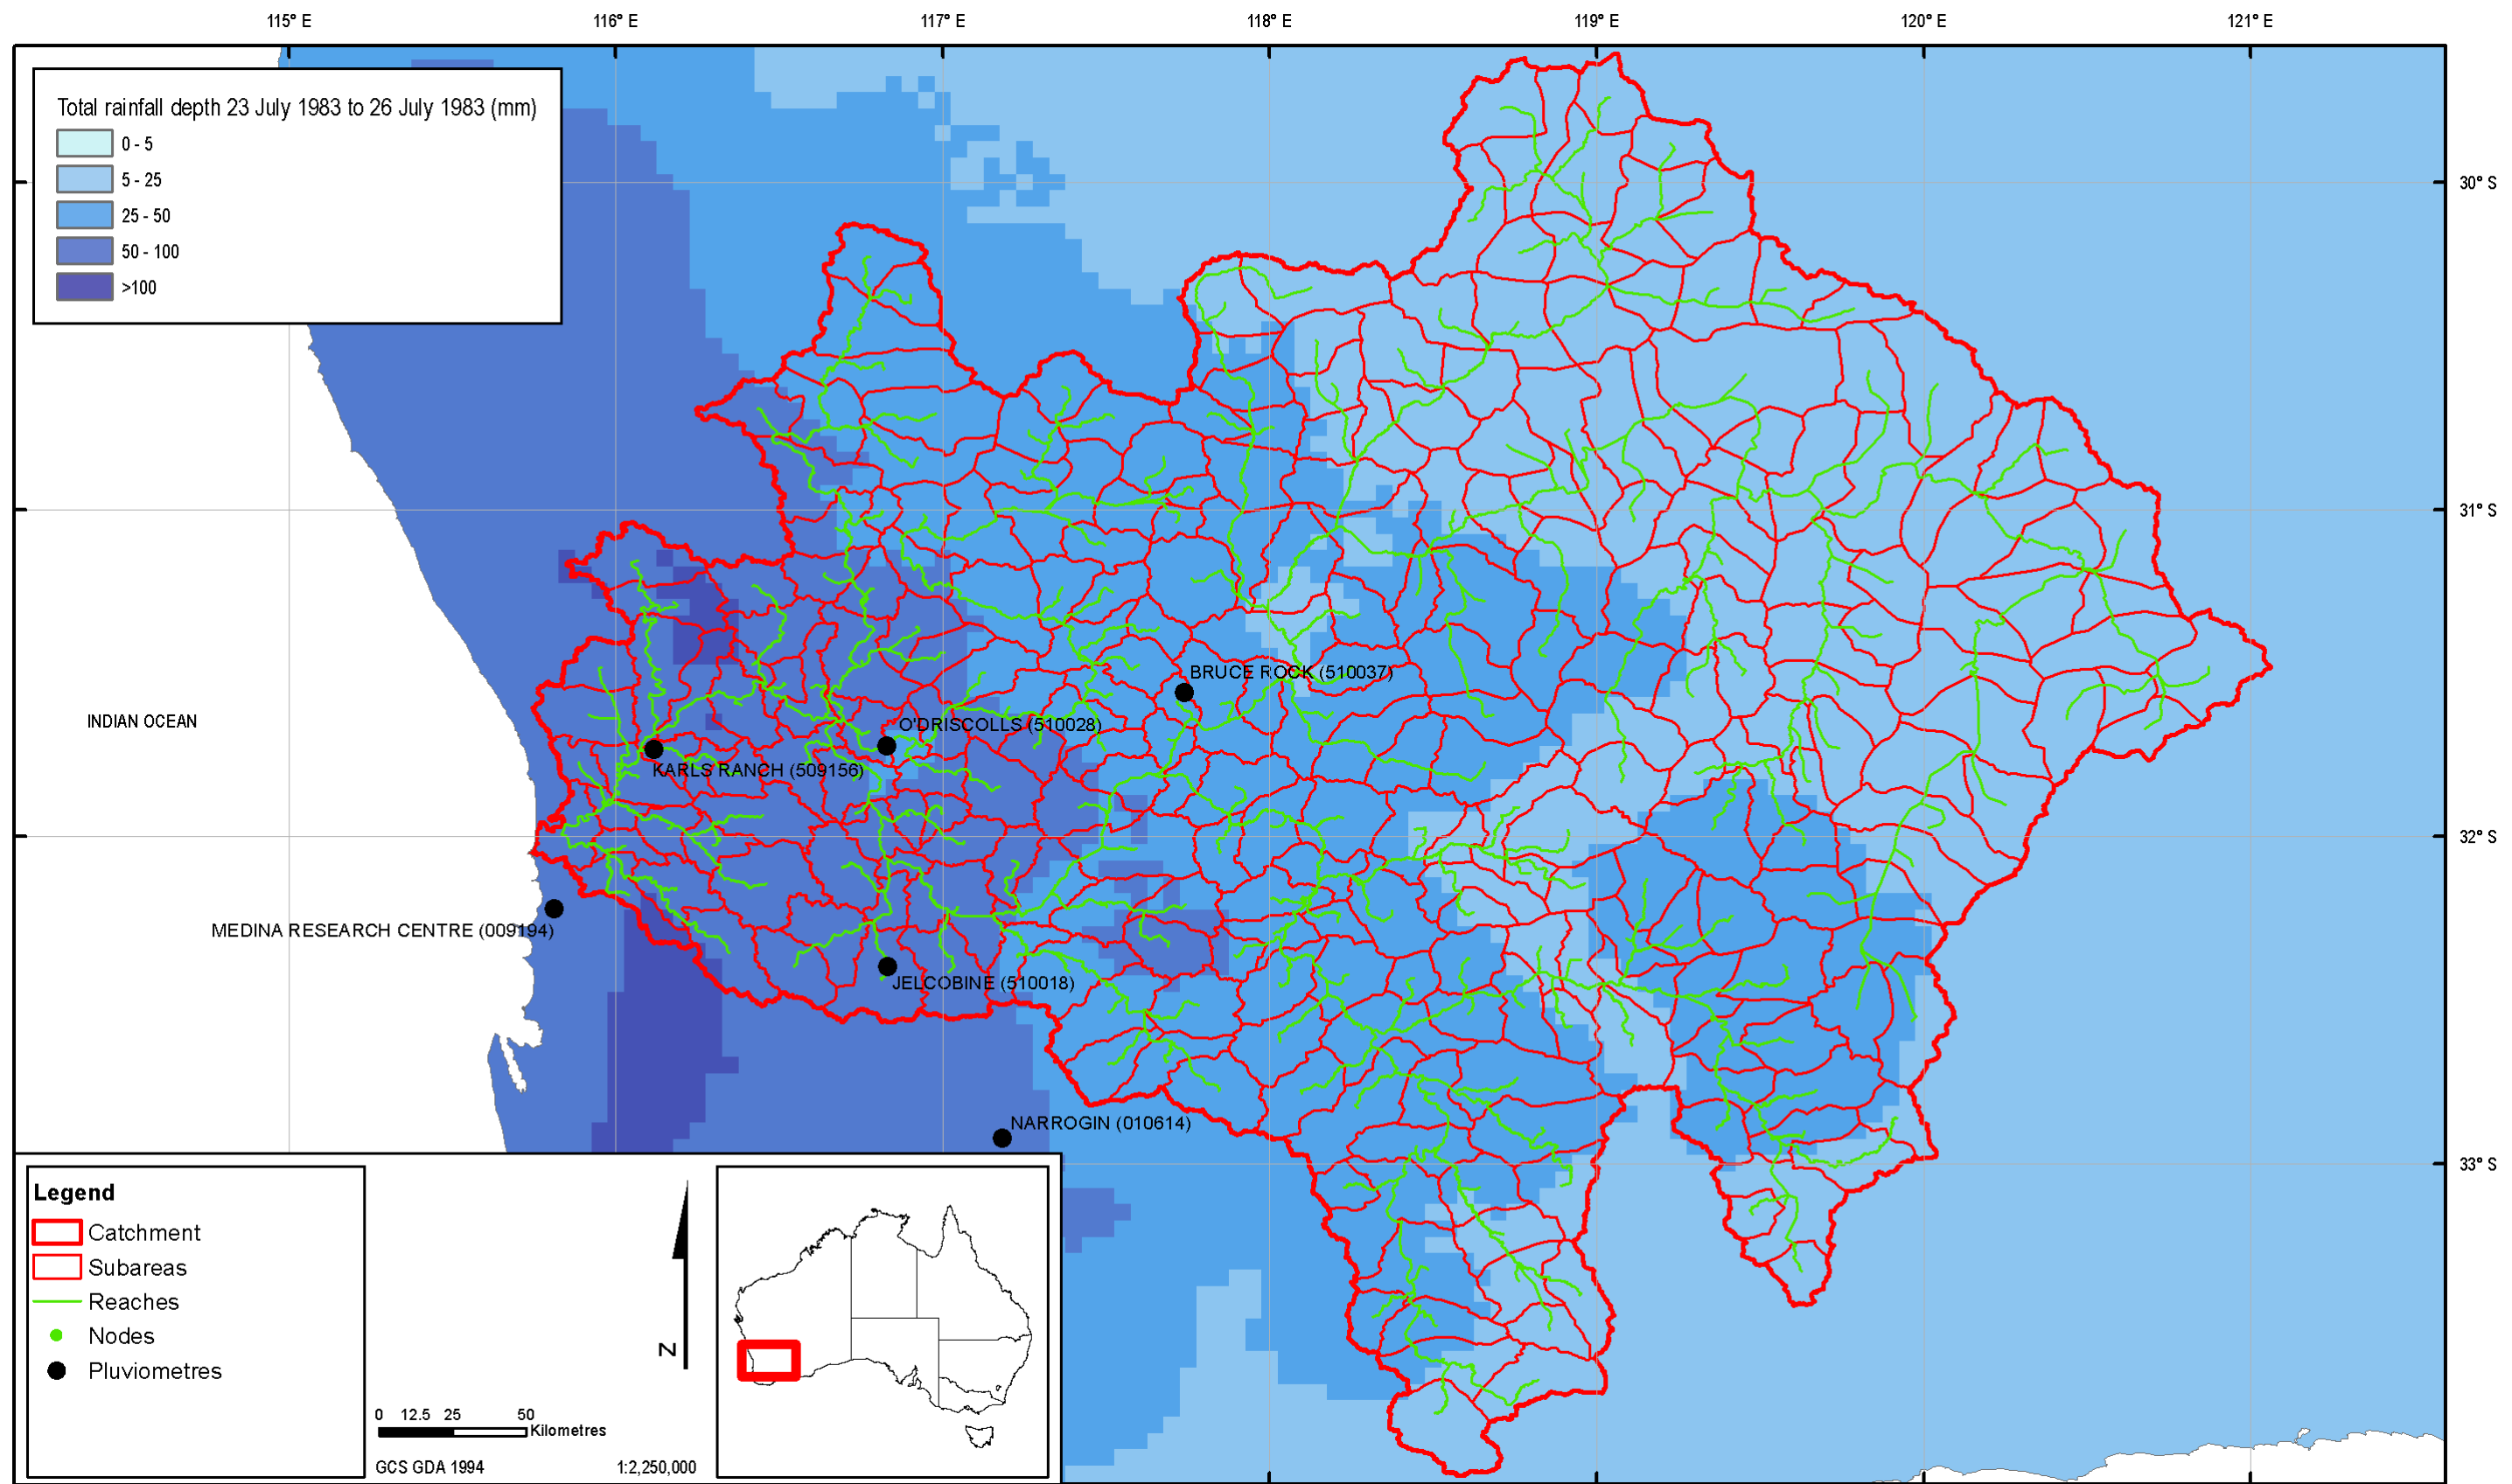 115° E
116° E
117° E
118° E
119° E
120° E
121° E
Total rainfall depth 23 July 1983 to 26 July 1983 (mm)
0 - 5
5 - 25
25 - 50
50 - 100
>100
30° S
31° S
BRUCE ROCK (510037)
INDIAN OCEAN
O'DRISCOLLS (510028)
KARLS RANCH (509156)
32° S
MEDINA RESEARCH CENTRE (009194)
JELCOBINE (510018)
NARROGIN (010614)
33° S
Legend
Catchment
Subareas
Reaches
Nodes
Pluviometres
N
0 12.5 25 50
Kilometres
GCS GDA 1994
1:2,250,000